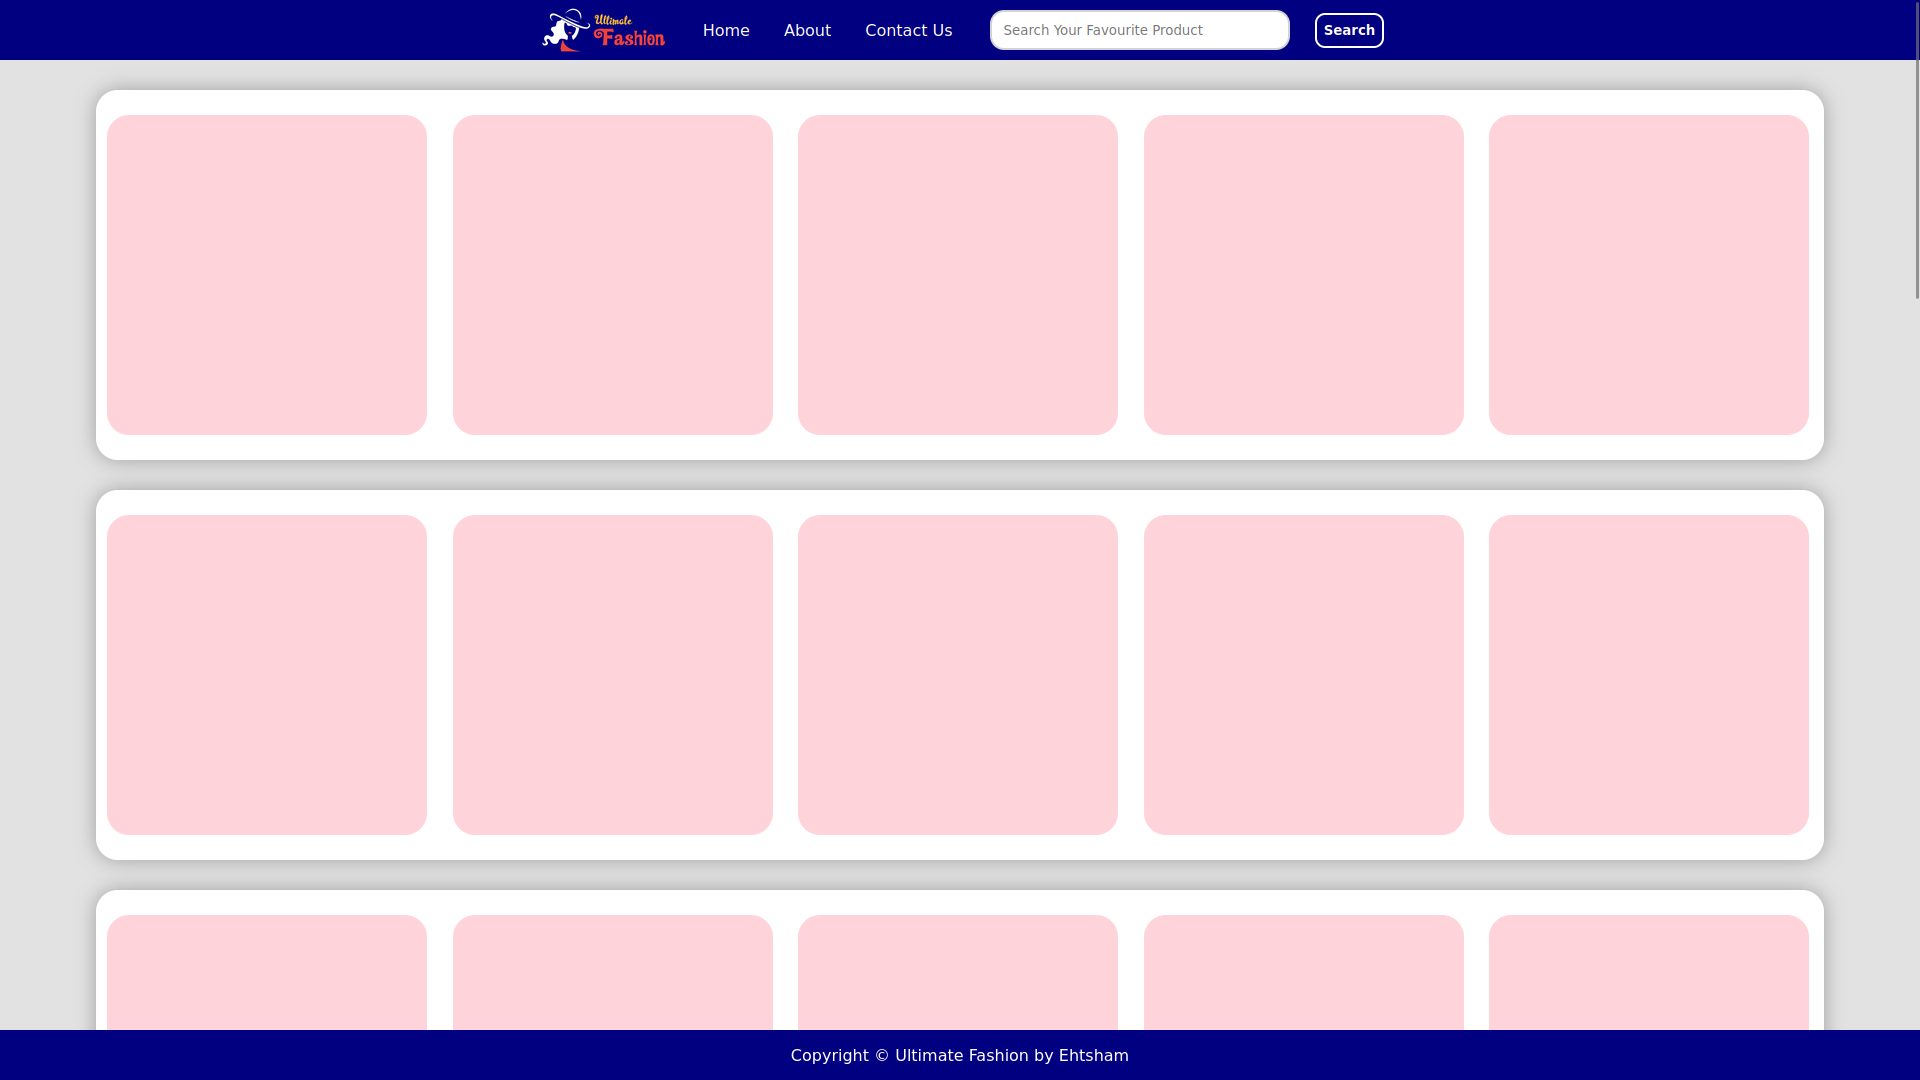 Ultimate
Fashion
Home
About
Contact Us
Search Your Favourite Product
Search
Copyright © Ultimate Fashion by Ehtsham